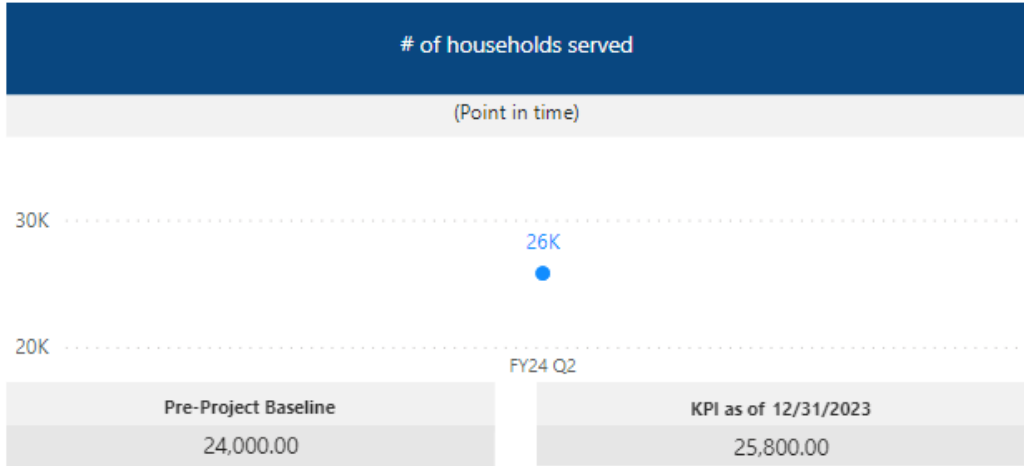 # of households served
(Point in time)
30K
26K
20K
FY24 Q2
Pre-Project Baseline
KPI as of 12/31/2023
24,000.00
25,800.00